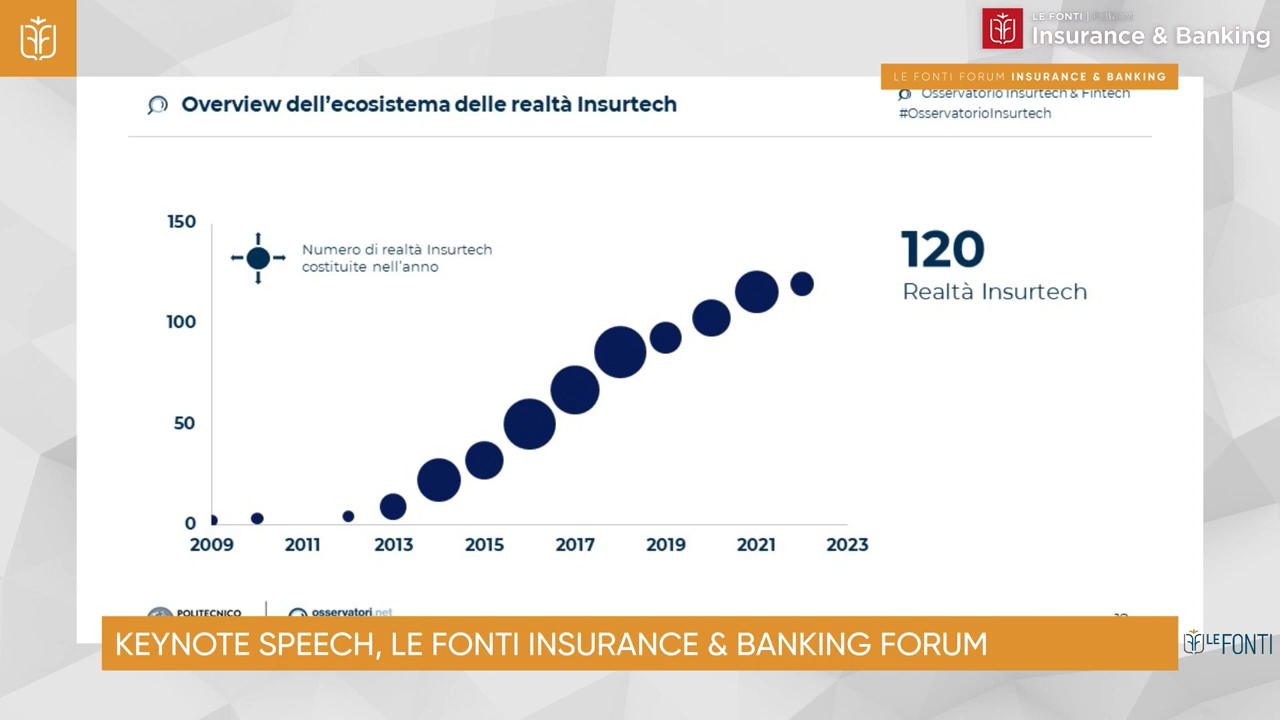 LE FONTI
Insurance & Banking
LE FONTI FORUM INSURANCE & BANKING
Overview dell'ecosistema delle realtà Insurtech
Osservatorio Insurtech & Fintech
#OsservatorioInsurtech
150
Numero di realtà Insurtech
costituite nell'anno
120
Realtà Insurtech
100
50
0
2009 2011 2013 2015 2017 2019 2021 2023
POLITECNICO
osservatori.net
KEYNOTE SPEECH, LE FONTI INSURANCE & BANKING FORUM
LE FONTI